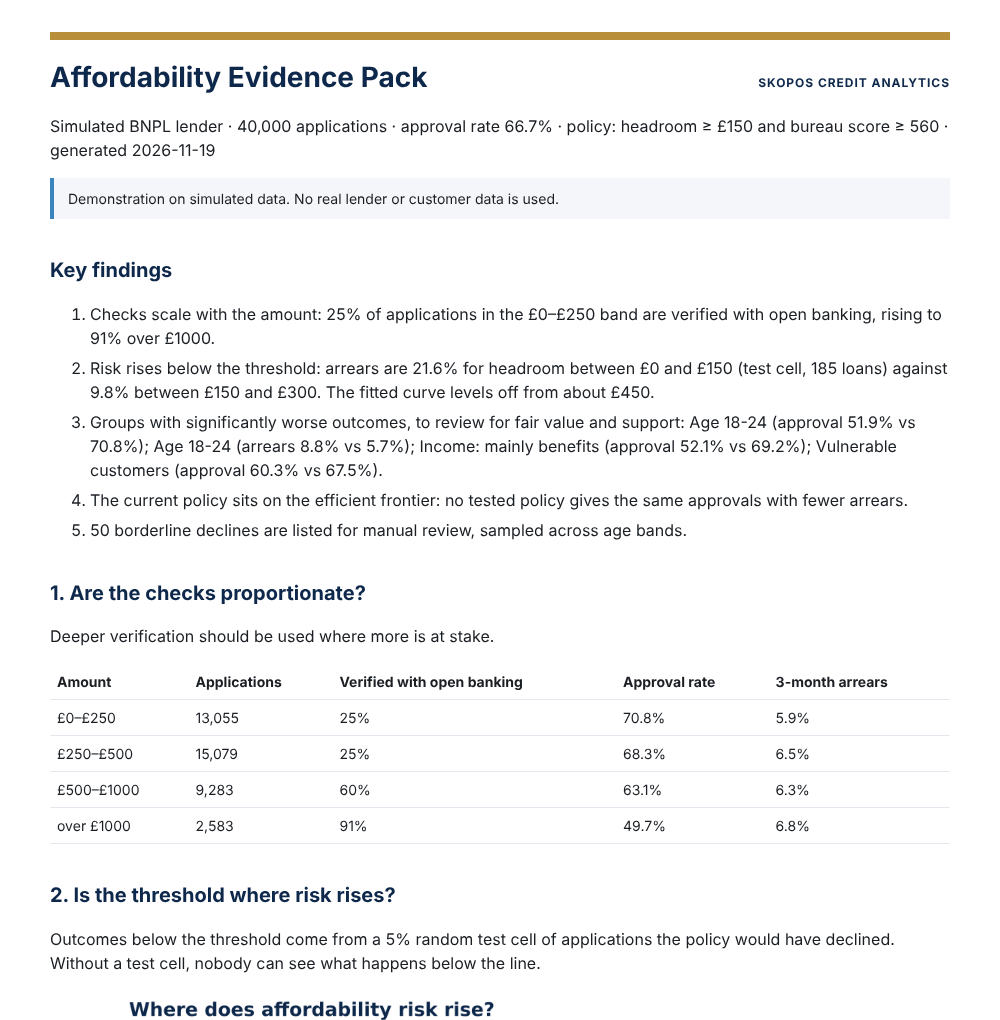 Affordability Evidence Pack
SKOPOS CREDIT ANALYTICS
Simulated BNPL lender · 40,000 applications · approval rate 66.7% · policy: headroom ≥ £150 and bureau score ≥ 560 ·
generated 2026-11-19
Demonstration on simulated data. No real lender or customer data is used.
Key findings
1. Checks scale with the amount: 25% of applications in the £0–£250 band are verified with open banking, rising to
91% over £1000.
2. Risk rises below the threshold: arrears are 21.6% for headroom between £0 and £150 (test cell, 185 loans) against
9.8% between £150 and £300. The fitted curve levels off from about £450.
3. Groups with significantly worse outcomes, to review for fair value and support: Age 18-24 (approval 51.9% vs
70.8%); Age 18-24 (arrears 8.8% vs 5.7%); Income: mainly benefits (approval 52.1% vs 69.2%); Vulnerable
customers (approval 60.3% vs 67.5%).
4. The current policy sits on the efficient frontier: no tested policy gives the same approvals with fewer arrears.
5. 50 borderline declines are listed for manual review, sampled across age bands.
1. Are the checks proportionate?
Deeper verification should be used where more is at stake.
Amount Applications Verified with open banking Approval rate 3-month arrears
£0–£250 13,055 25% 70.8% 5.9%
£250–£500 15,079 25% 68.3% 6.5%
£500–£1000 9,283 60% 63.1% 6.3%
over £1000 2,583 91% 49.7% 6.8%
2. Is the threshold where risk rises?
Outcomes below the threshold come from a 5% random test cell of applications the policy would have declined.
Without a test cell, nobody can see what happens below the line.
Where does affordability risk rise?